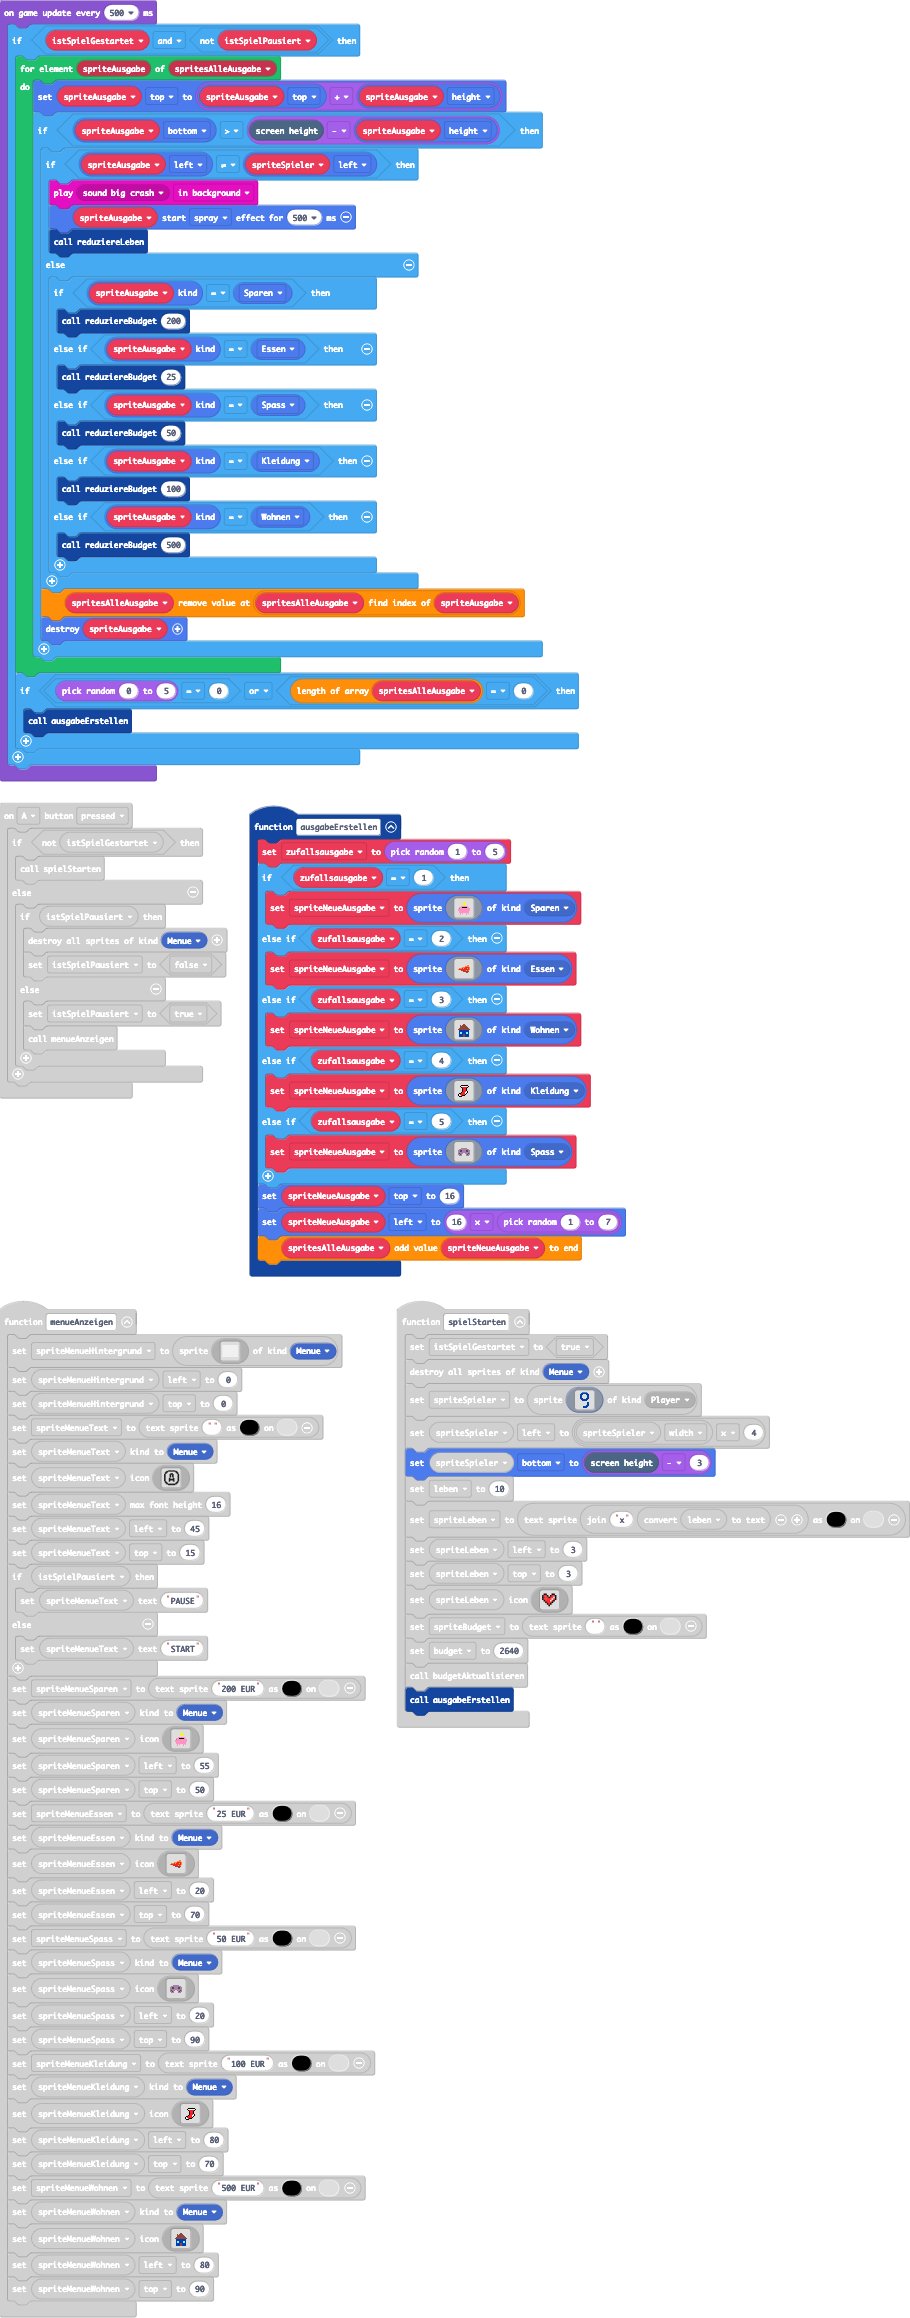 on game update every 500 ms
if istSpielGestartet and not istSpielPausiert then
for element spriteAusgabe of spritesAlleAusgabe
do
set spriteAusgabe top to spriteAusgabe top + spriteAusgabe height
if spriteAusgabe bottom > screen height - spriteAusgabe height then
if spriteAusgabe left = spriteSpieler left then
play sound big crash in background
spriteAusgabe start spray effect for 500 ms
call reduziereLeben
else
if spriteAusgabe kind = Sparen then
call reduziereBudget 200
else if spriteAusgabe kind = Essen then
call reduziereBudget 25
else if spriteAusgabe kind = Spass then
call reduziereBudget 50
else if spriteAusgabe kind = Kleidung then
call reduziereBudget 100
else if spriteAusgabe kind = Wohnen then
call reduziereBudget 500
spritesAlleAusgabe remove value at spritesAlleAusgabe find index of spriteAusgabe
destroy spriteAusgabe
if pick random 0 to 5 = 0 or length of array spritesAlleAusgabe = 0 then
call ausgabeErstellen
on A button pressed
if not istSpielGestartet then
call spielStarten
else
if istSpielPausiert then
destroy all sprites of kind Menue
set istSpielPausiert to false
else
set istSpielPausiert to true
call menueAnzeigen
function ausgabeErstellen
set zufallsausgabe to pick random 1 to 5
if zufallsausgabe = 1 then
set spriteNeueAusgabe to sprite of kind Sparen
else if zufallsausgabe = 2 then
set spriteNeueAusgabe to sprite of kind Essen
else if zufallsausgabe = 3 then
set spriteNeueAusgabe to sprite of kind Wohnen
else if zufallsausgabe = 4 then
set spriteNeueAusgabe to sprite of kind Kleidung
else if zufallsausgabe = 5 then
set spriteNeueAusgabe to sprite of kind Spass
set spriteNeueAusgabe top to 16
set spriteNeueAusgabe left to 16 × pick random 1 to 7
spritesAlleAusgabe add value spriteNeueAusgabe to end
function menueAnzeigen
set spriteMenueHintergrund to sprite of kind Menue
set spriteMenueHintergrund left to 0
set spriteMenueHintergrund top to 0
set spriteMenueText to text sprite " " as on
set spriteMenueText kind to Menue
set spriteMenueText icon A
set spriteMenueText max font height 16
set spriteMenueText left to 45
set spriteMenueText top to 15
if istSpielPausiert then
set spriteMenueText text "PAUSE"
else
set spriteMenueText text "START"
set spriteMenueSparen to text sprite "200 EUR" as on
set spriteMenueSparen kind to Menue
set spriteMenueSparen icon
set spriteMenueSparen left to 55
set spriteMenueSparen top to 50
set spriteMenueEssen to text sprite "25 EUR" as on
set spriteMenueEssen kind to Menue
set spriteMenueEssen icon
set spriteMenueEssen left to 20
set spriteMenueEssen top to 70
set spriteMenueSpass to text sprite "50 EUR" as on
set spriteMenueSpass kind to Menue
set spriteMenueSpass icon
set spriteMenueSpass left to 20
set spriteMenueSpass top to 90
set spriteMenueKleidung to text sprite "100 EUR" as on
set spriteMenueKleidung kind to Menue
set spriteMenueKleidung icon
set spriteMenueKleidung left to 80
set spriteMenueKleidung top to 70
set spriteMenueWohnen to text sprite "500 EUR" as on
set spriteMenueWohnen kind to Menue
set spriteMenueWohnen icon
set spriteMenueWohnen left to 80
set spriteMenueWohnen top to 90
function spielStarten
set istSpielGestartet to true
destroy all sprites of kind Menue
set spriteSpieler to sprite of kind Player
set spriteSpieler left to spriteSpieler width × 4
set spriteSpieler bottom to screen height - 3
set leben to 10
set spriteLeben to text sprite join "x" convert leben to text as on
set spriteLeben left to 3
set spriteLeben top to 3
set spriteLeben icon
set spriteBudget to text sprite " " as on
set budget to 2640
call budgetAktualisieren
call ausgabeErstellen